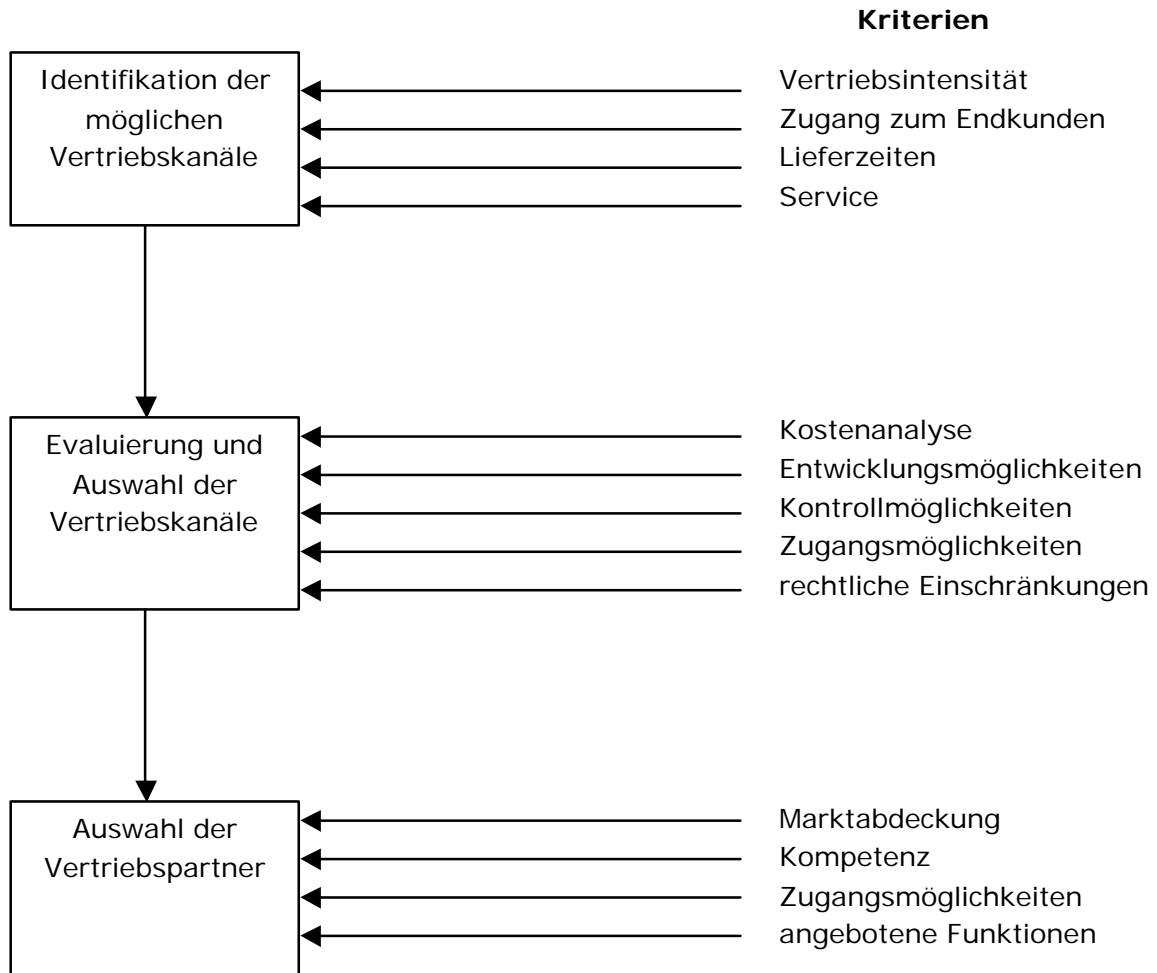 Kriterien
Identifikation der
möglichen
Vertriebskanäle
Vertriebsintensität
Zugang zum Endkunden
Lieferzeiten
Service
Evaluierung und
Auswahl der
Vertriebskanäle
Kostenanalyse
Entwicklungsmöglichkeiten
Kontrollmöglichkeiten
Zugangsmöglichkeiten
rechtliche Einschränkungen
Auswahl der
Vertriebspartner
Marktabdeckung
Kompetenz
Zugangsmöglichkeiten
angebotene Funktionen